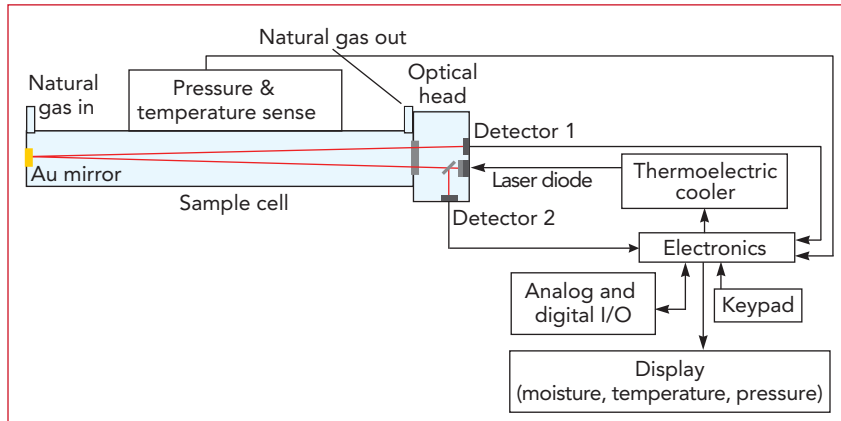 Natural gas out
Natural
gas in
Pressure &
temperature sense
Optical
head
Detector 1
Au mirror
Sample cell
Laser diode
Thermoelectric
cooler
Detector 2
Electronics
Analog and
digital I/O
Keypad
Display
(moisture, temperature, pressure)